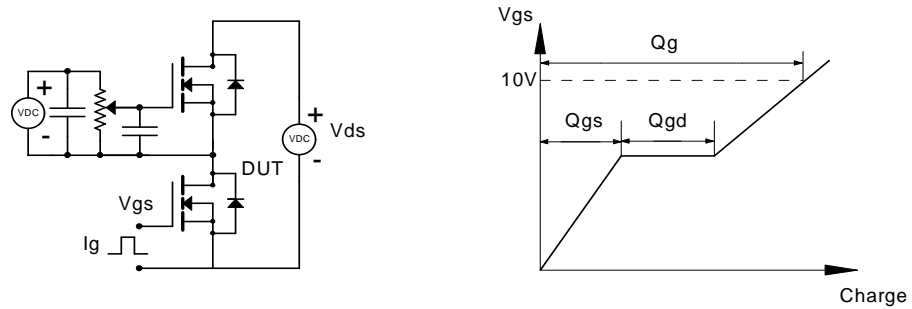 +
VDC
-
+
VDC
-
Vds
DUT
Vgs
Ig
Vgs
Qg
10V
Qgs
Qgd
Charge